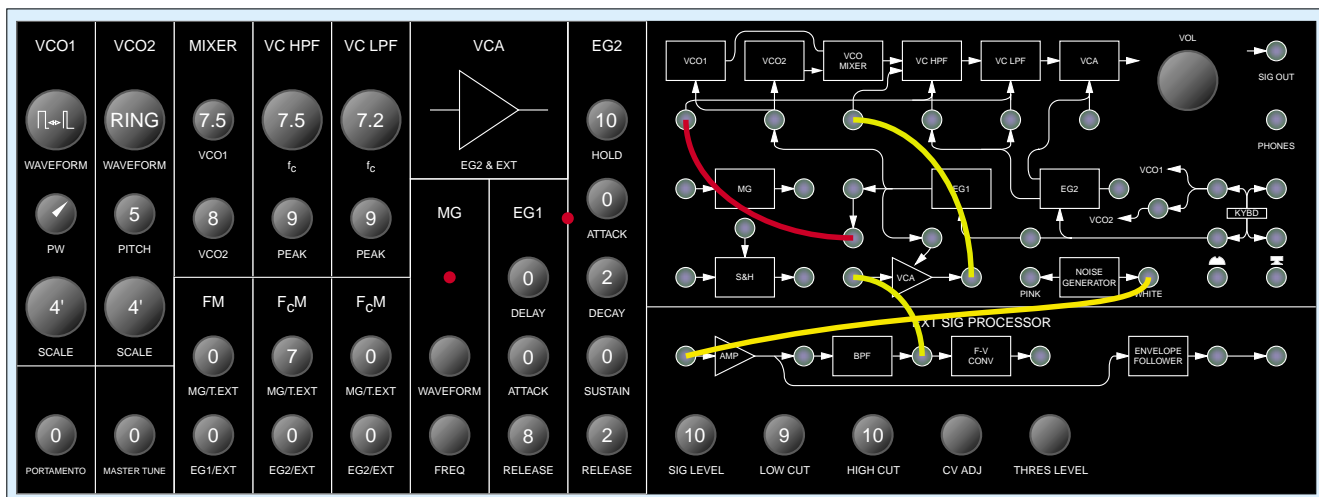 VCO1
VCO2
MIXER
VC HPF
VC LPF
VCA
EG2
RING
7.5
7.5
7.2
10
WAVEFORM
WAVEFORM
VCO1
fc
fc
EG2 & EXT
HOLD
5
8
9
9
MG
EG1
0
PW
PITCH
VCO2
PEAK
PEAK
ATTACK
4'
4'
FM
FcM
FcM
0
2
SCALE
SCALE
DELAY
DECAY
0
7
0
0
0
MG/T.EXT
MG/T.EXT
MG/T.EXT
WAVEFORM
ATTACK
SUSTAIN
0
0
0
0
0
8
2
PORTAMENTO
MASTER TUNE
EG1/EXT
EG2/EXT
EG2/EXT
FREQ
RELEASE
RELEASE
VCO1
VCO2
VCO
MIXER
VC HPF
VC LPF
VCA
VOL
SIG OUT
PHONES
MG
EG1
EG2
VCO1
VCO2
KYBD
S&H
VCA
PINK
NOISE
GENERATOR
WHITE
EXT SIG PROCESSOR
AMP
BPF
F-V
CONV
ENVELOPE
FOLLOWER
10
9
10
SIG LEVEL
LOW CUT
HIGH CUT
CV ADJ
THRES LEVEL